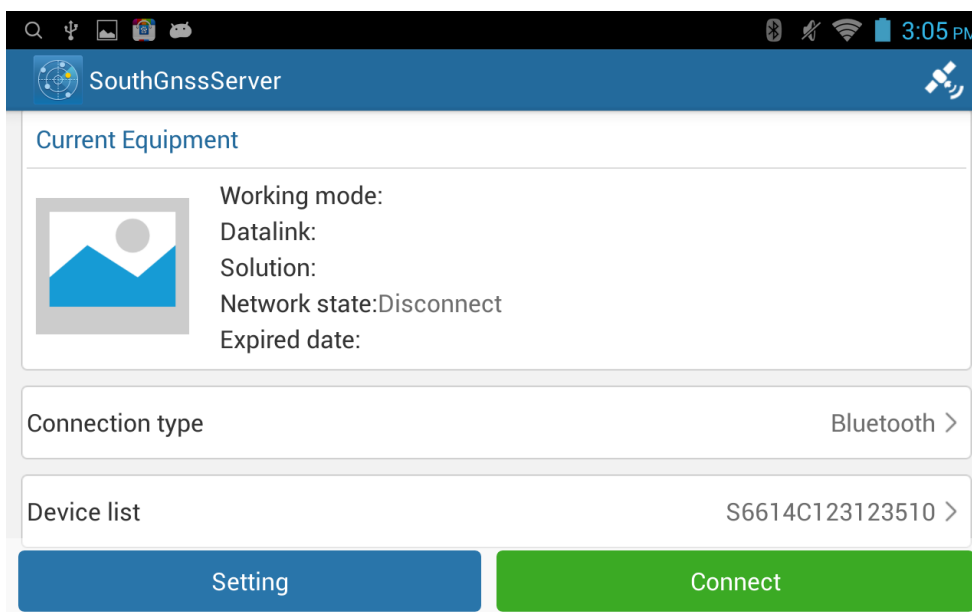 3:05 PM
SouthGnssServer
Current Equipment
Working mode:
Datalink:
Solution:
Network state:Disconnect
Expired date:
Connection type Bluetooth
Device list S6614C123123510
Setting Connect